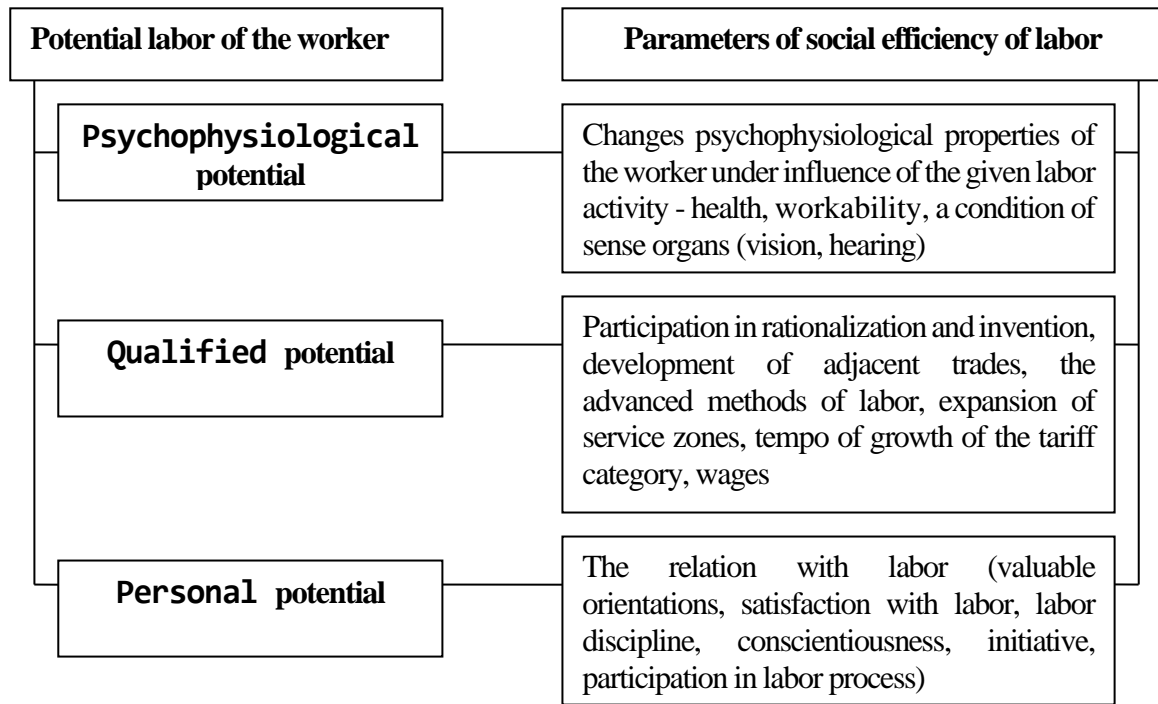 Potential labor of the worker
Parameters of social efficiency of labor
Psychophysiological
potential
Changes psychophysiological properties of
the worker under influence of the given labor
activity - health, workability, a condition of
sense organs (vision, hearing)
Qualified potential
Participation in rationalization and invention,
development of adjacent trades, the
advanced methods of labor, expansion of
service zones, tempo of growth of the tariff
category, wages
Personal potential
The relation with labor (valuable
orientations, satisfaction with labor, labor
discipline, conscientiousness, initiative,
participation in labor process)